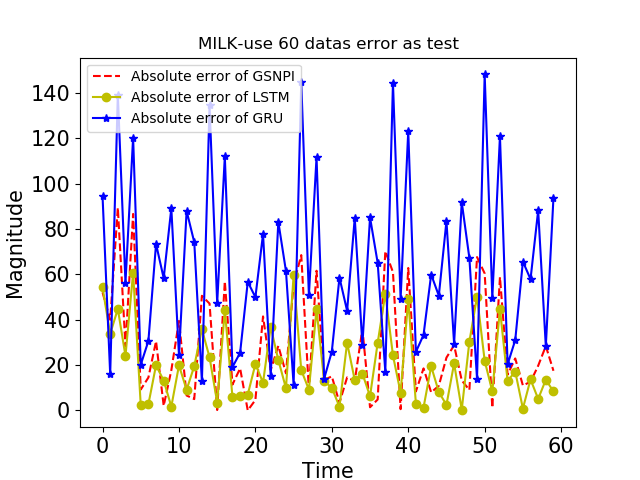 MILK-use 60 datas error as test
Absolute error of GSNPI
Absolute error of LSTM
Absolute error of GRU
140
120
100
80
60
40
20
0
Magnitude
0 10 20 30 40 50 60
Time